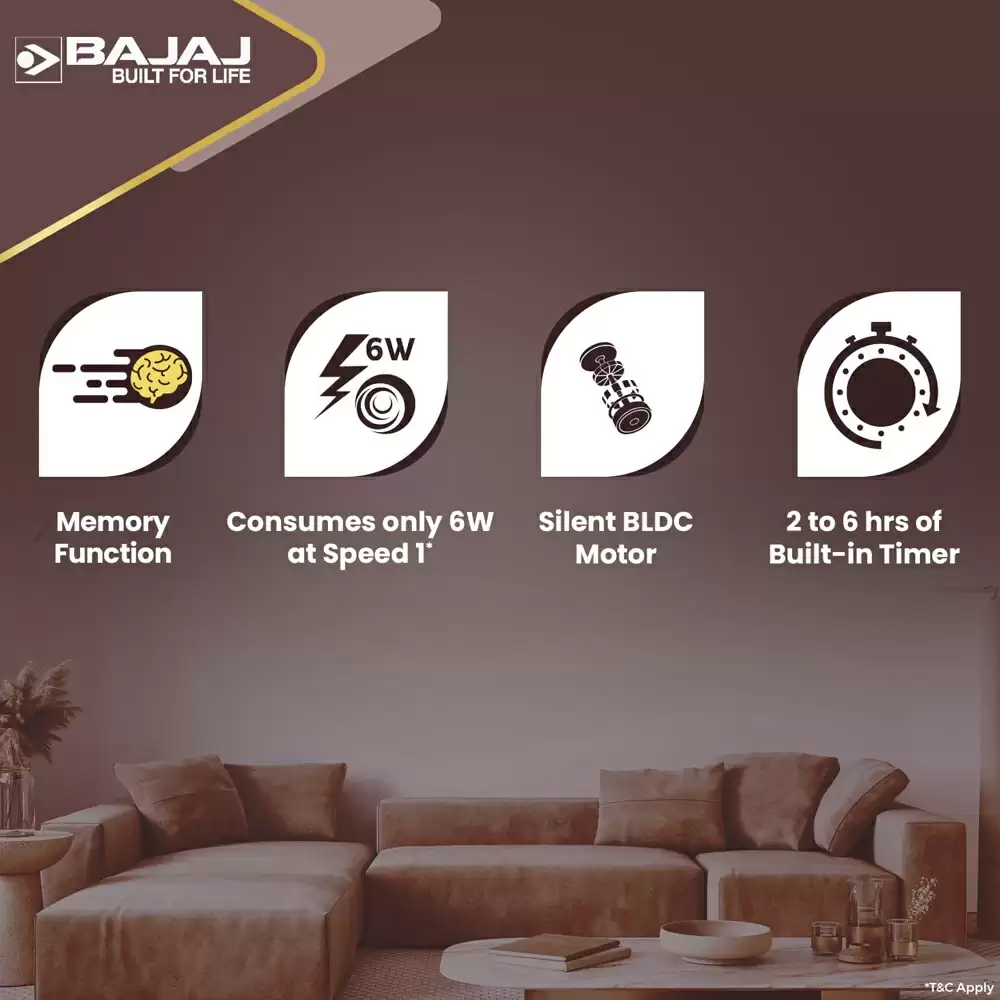 BAJAJ
BUILT FOR LIFE
6W
Memory
Function
Consumes only 6W
at Speed 1*
Silent BLDC
Motor
2 to 6 hrs of
Built-in Timer
*T&C Apply